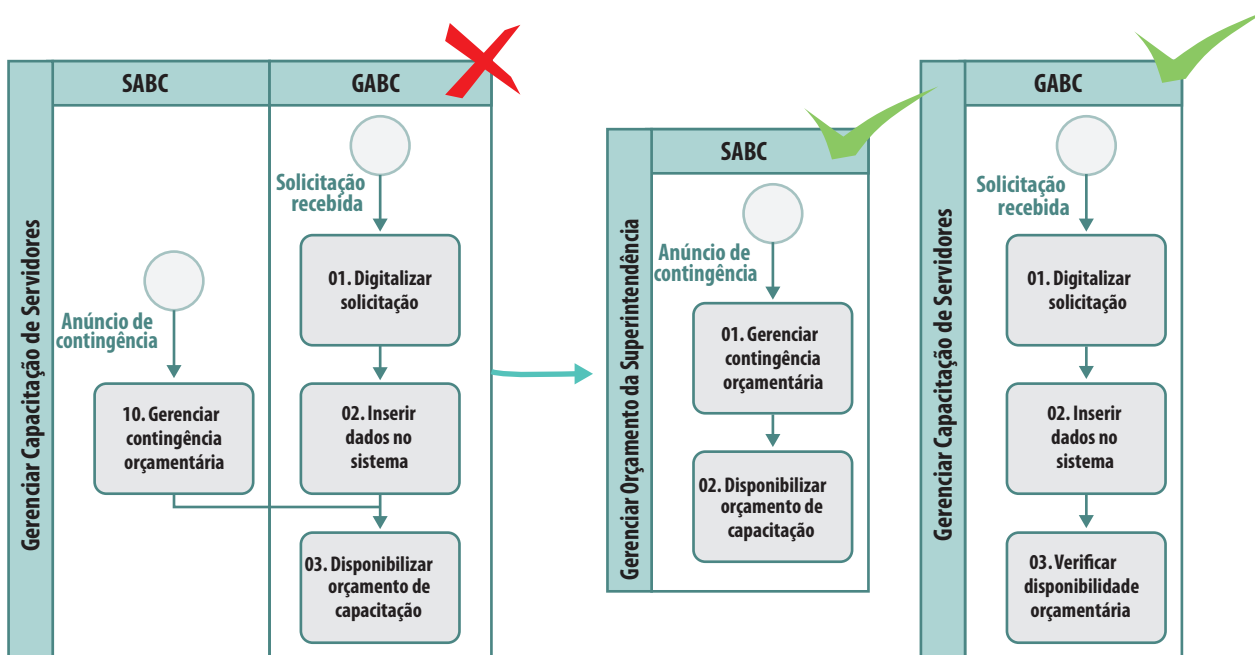 Gerenciar Capacitação de Servidores
SABC
GABC
Anúncio de
contingência
10. Gerenciar
contingência
orçamentária
Solicitação
recebida
01. Digitalizar
solicitação
02. Inserir
dados no
sistema
03. Disponibilizar
orçamento de
capacitação
Gerenciar Orçamento da Superintendência
SABC
Anúncio de
contingência
01. Gerenciar
contingência
orçamentária
02. Disponibilizar
orçamento de
capacitação
Gerenciar Capacitação de Servidores
GABC
Solicitação
recebida
01. Digitalizar
solicitação
02. Inserir
dados no
sistema
03. Verificar
disponibilidade
orçamentária